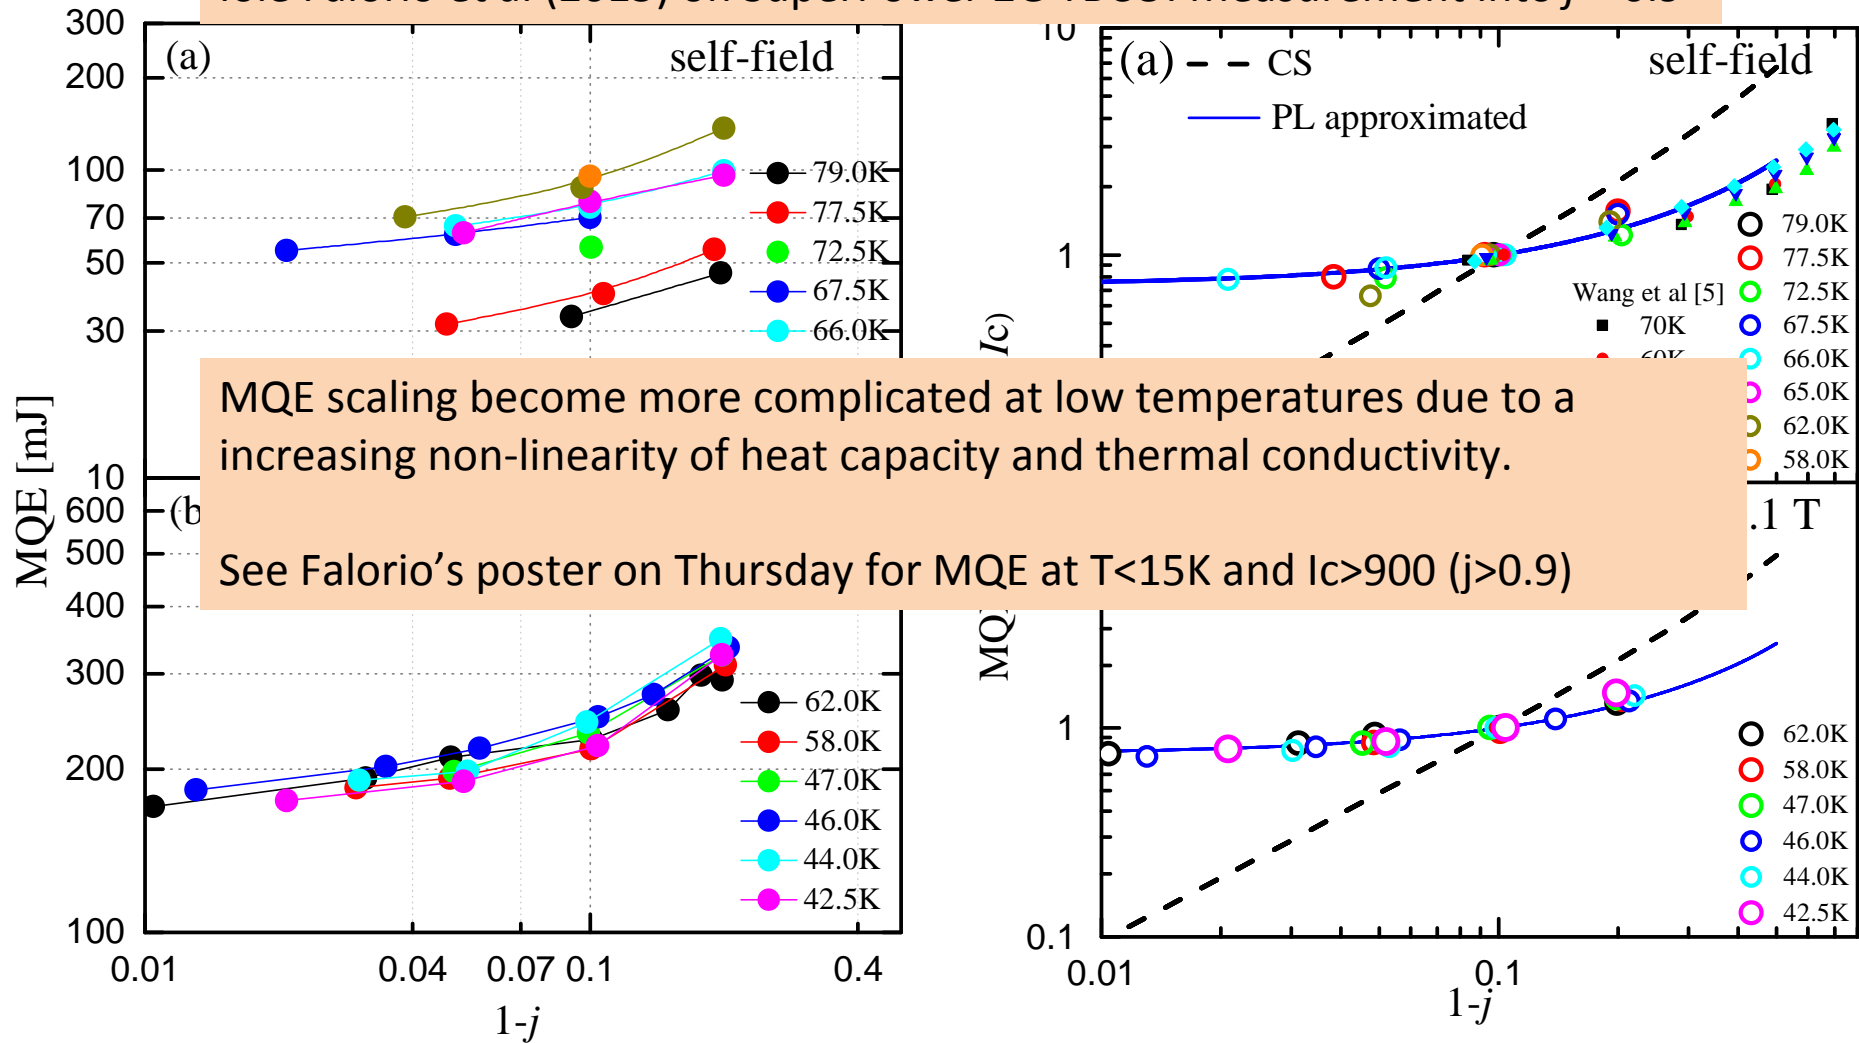 300
(a)
self-field
200
100
79.0K
77.5K
70
72.5K
50
67.5K
30
66.0K
MQE [mJ]
10
10
(a)
CS
self-field
PL approximated
1
79.0K
77.5K
Wang et al [5]
72.5K
70K
67.5K
66.0K
65.0K
62.0K
58.0K
MQE scaling become more complicated at low temperatures due to a
increasing non-linearity of heat capacity and thermal conductivity.
See Falorio's poster on Thursday for MQE at T<15K and Ic>900 (j>0.9)
600
(b
500
400
300
62.0K
58.0K
200
47.0K
46.0K
44.0K
42.5K
100
0.01
0.04
0.07
0.1
0.4
1-j
.1 T
Ic)
1
62.0K
58.0K
47.0K
46.0K
44.0K
42.5K
0.1
0.01
0.1
1-j